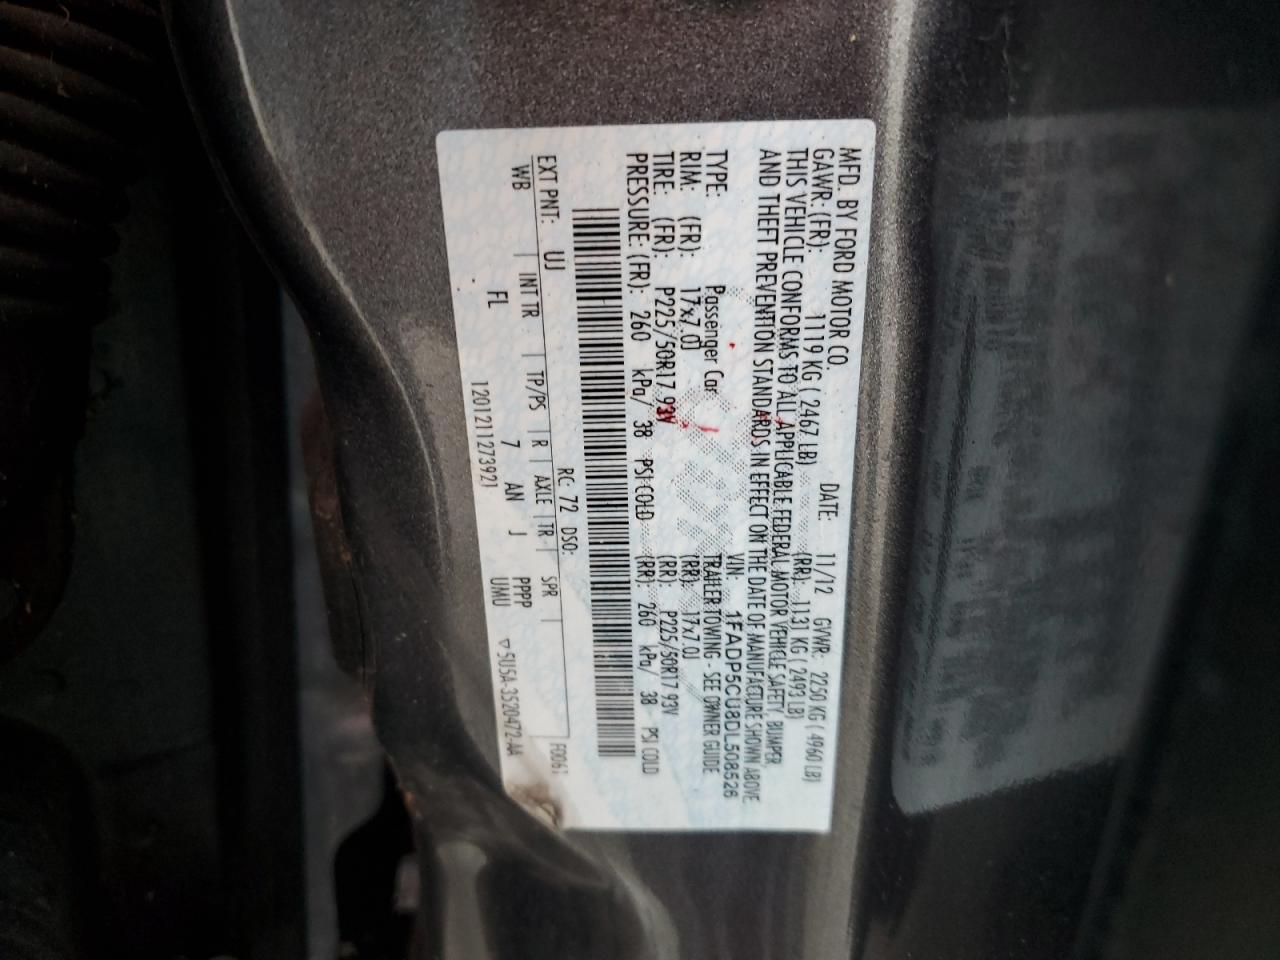 MFD. BY FORD MOTOR CO.
DATE: 11/12 GVWR: 2250 KG ( 4960 LB)
GAWR: (FR): 1119 KG ( 2467 LB) (RR): 1131 KG ( 2493 LB)
THIS VEHICLE CONFORMS TO ALL APPLICABLE FEDERAL MOTOR VEHICLE SAFETY, BUMPER,
AND THEFT PREVENTION STANDARDS IN EFFECT ON THE DATE OF MANUFACTURE SHOWN ABOVE.
VIN: 1FADP5CU8DL508526
TYPE: Passenger Car TRAILER TOWING - SEE OWNER GUIDE
RIM: (FR): 17x7.0J (RR): 17x7.0J
TIRE: (FR): P225/50R17 93V (RR): P225/50R17 93V
PRESSURE: (FR): 260 kPa/ 38 PSI COLD (RR): 260 kPa/ 38 PSI COLD
RC: 72 DSO:
F0061
EXT PNT: UJ
WB | INT TR | TP/PS | R | AXLE | TR | SPR |
FL 7 AN J PPPP
UMU
120121127392​1
▽5U5A-3520472-AA